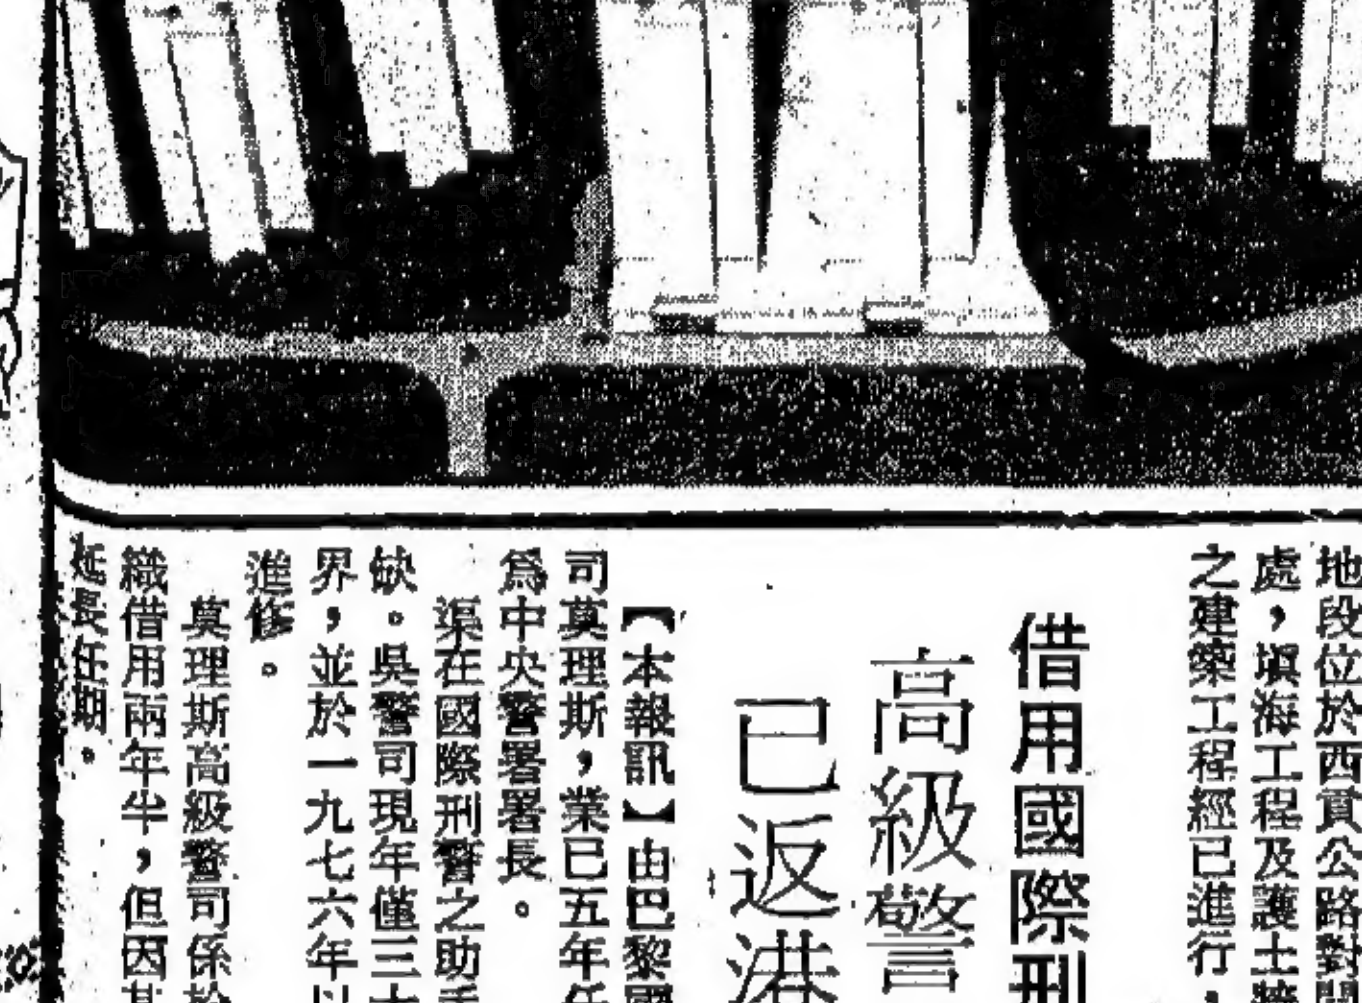 地段位於西貢公路對
處，填海工程及護土
之建築工程經已進行，
借用國際刑
高級警
已返港
【本報訊】由巴黎國
司莫理斯，業已五年任
為中央警署署長。
渠在國際刑警之助手
缺。吳警司現年僅三十
界，並於一九七六年以
進修。
莫理斯高級警司係於
織借用兩年半，但因其
延長任期。